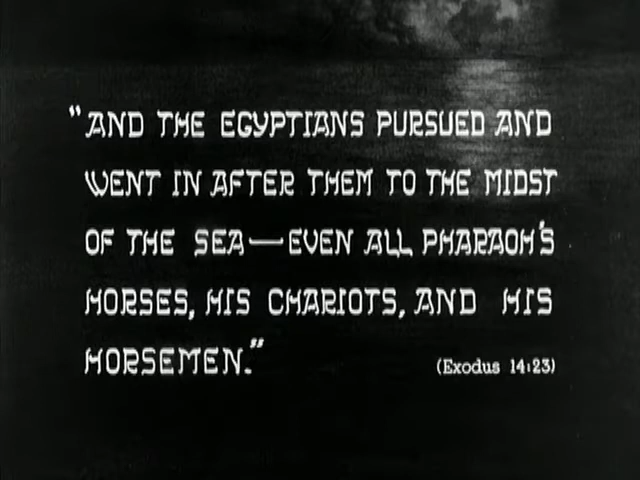 "AND THE EGYPTIANS PURSUED AND
WENT IN AFTER THEM TO THE MIDST
OF THE SEA—EVEN ALL PHARAOH'S
HORSES, HIS CHARIOTS, AND HIS
HORSEMEN."
(Exodus 14:23)